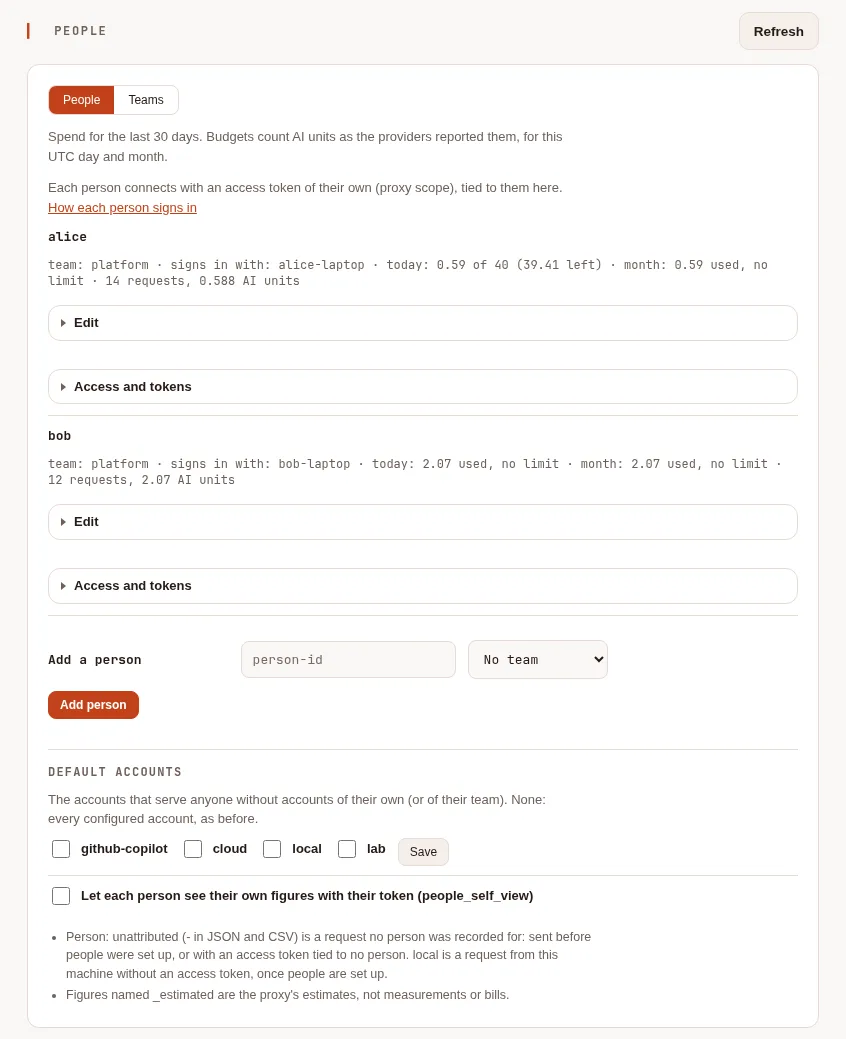 PEOPLE
Refresh
People
Teams
Spend for the last 30 days. Budgets count AI units as the providers reported them, for this
UTC day and month.
Each person connects with an access token of their own (proxy scope), tied to them here.
How each person signs in
alice
team: platform · signs in with: alice-laptop · today: 0.59 of 40 (39.41 left) · month: 0.59 used, no
limit · 14 requests, 0.588 AI units
Edit
Access and tokens
bob
team: platform · signs in with: bob-laptop · today: 2.07 used, no limit · month: 2.07 used, no limit ·
12 requests, 2.07 AI units
Edit
Access and tokens
Add a person
person-id
No team
Add person
DEFAULT ACCOUNTS
The accounts that serve anyone without accounts of their own (or of their team). None:
every configured account, as before.
github-copilot
cloud
local
lab
Save
Let each person see their own figures with their token (people_self_view)
• Person: unattributed (- in JSON and CSV) is a request no person was recorded for: sent before
people were set up, or with an access token tied to no person. local is a request from this
machine without an access token, once people are set up.
• Figures named _estimated are the proxy's estimates, not measurements or bills.